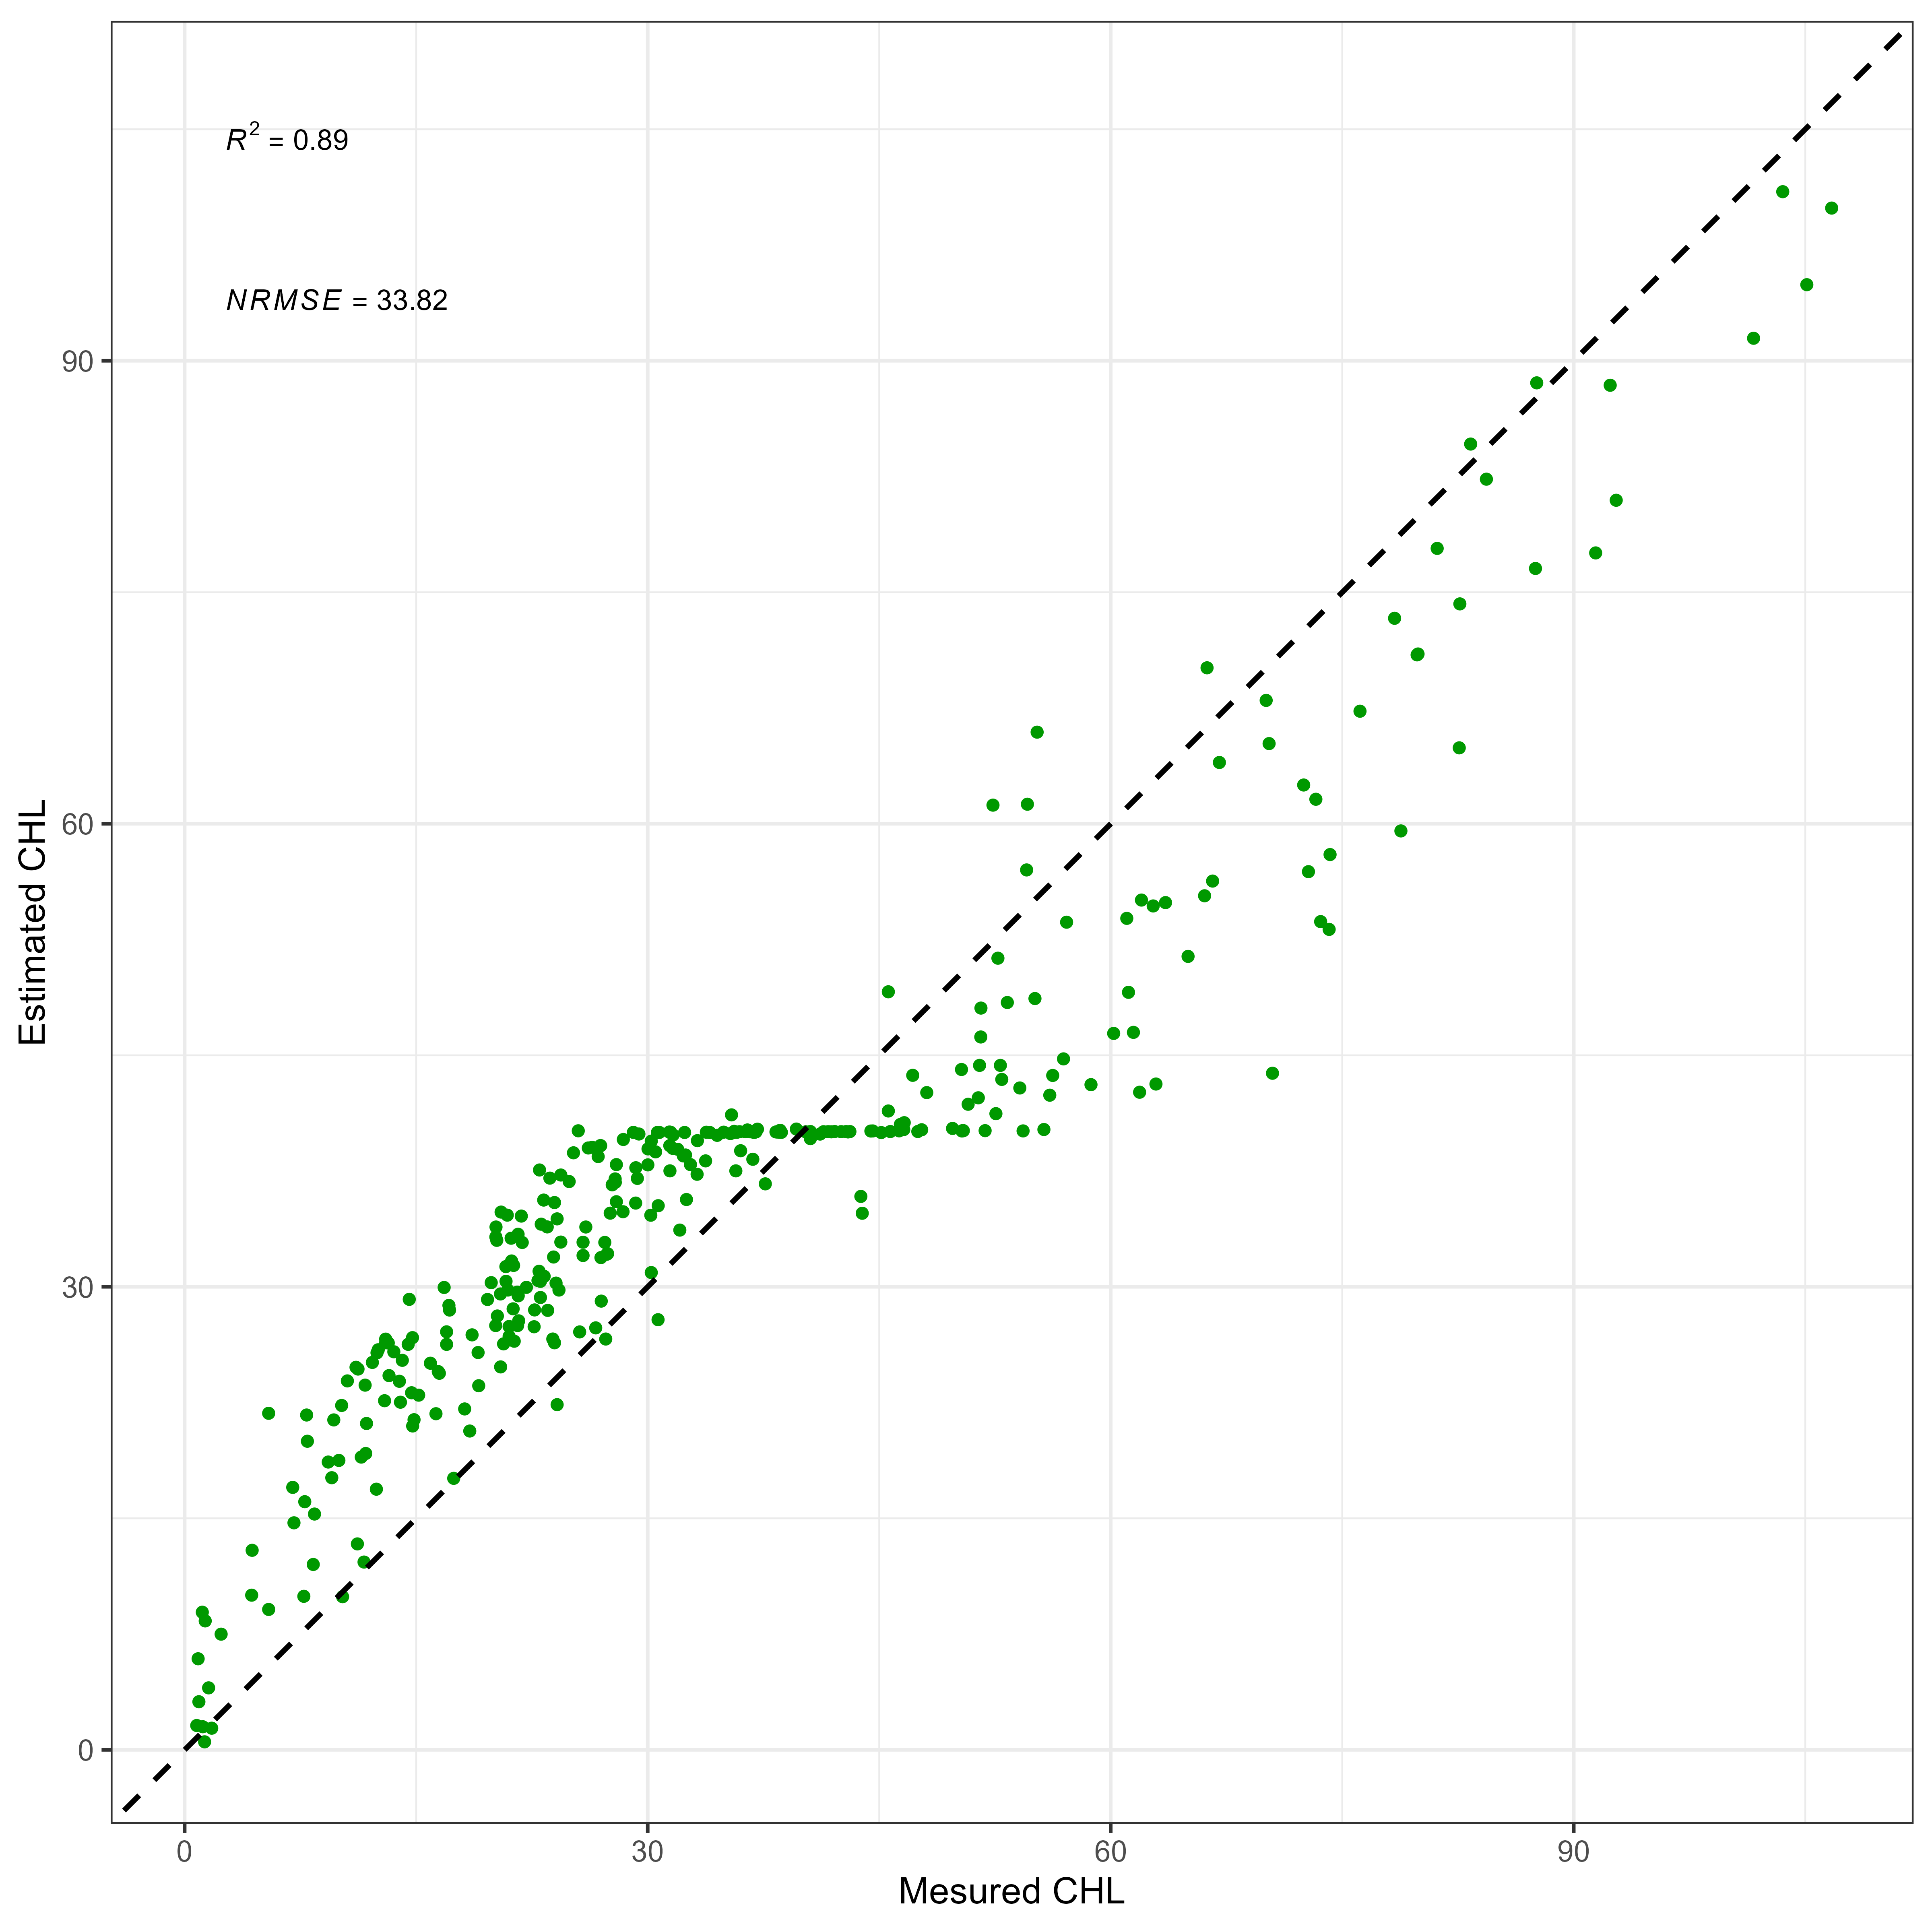 R² = 0.89
NRMSE = 33.82
90
60
30
0
Estimated CHL
0 30 60 90
Mesured CHL